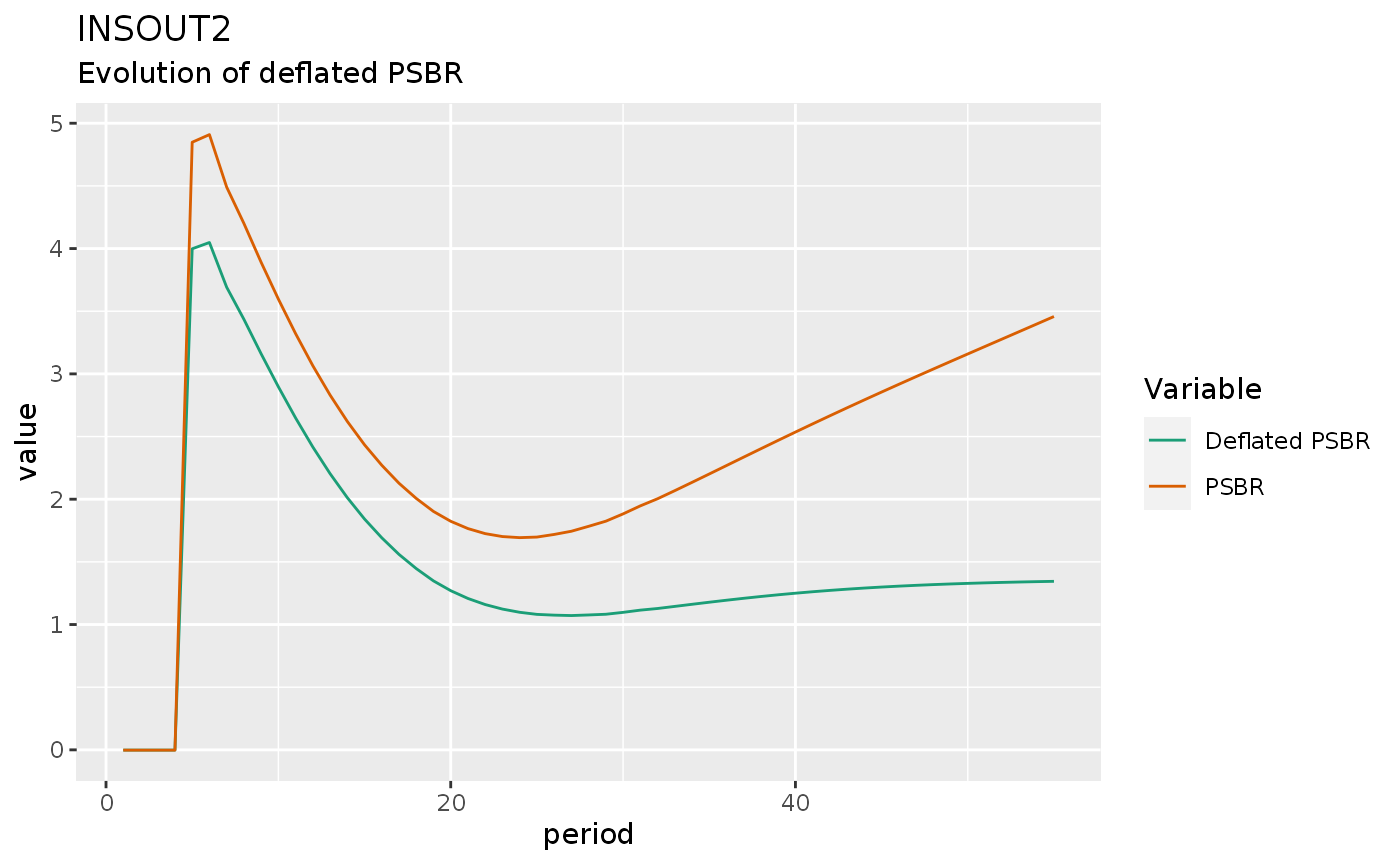 INSOUT2
Evolution of deflated PSBR
5
4
3
2
1
0
value
0 20 40
period
Variable
Deflated PSBR
PSBR